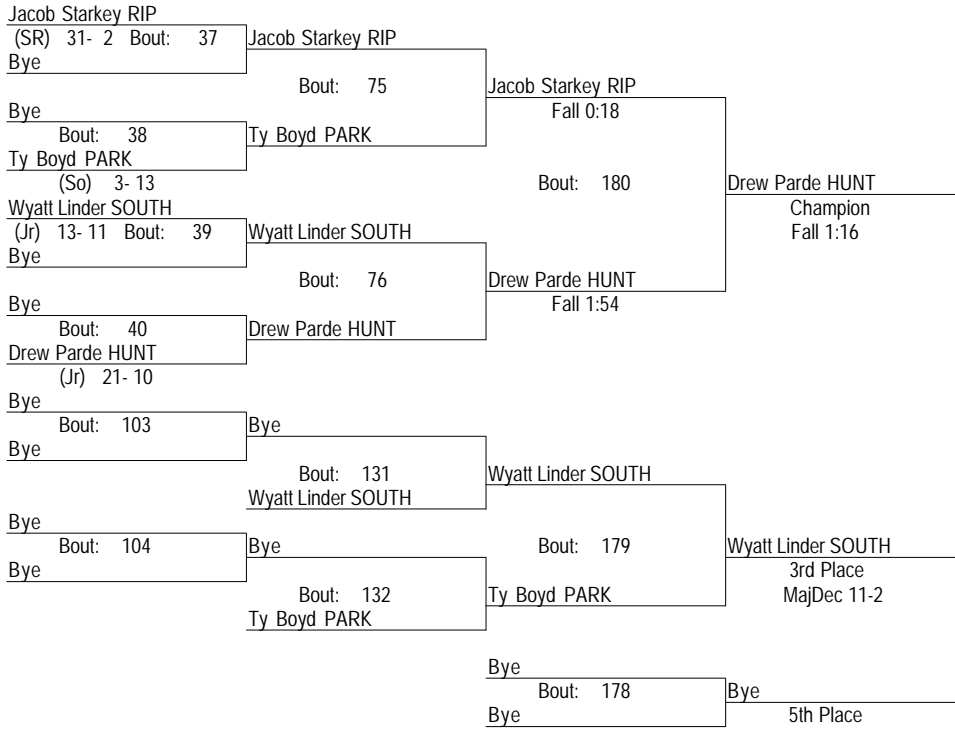 Jacob Starkey RIP
(SR) 31- 2 Bout: 37 Jacob Starkey RIP
Bye
Bout: 75 Jacob Starkey RIP
Bye Fall 0:18
Bout: 38 Ty Boyd PARK
Ty Boyd PARK
(So) 3- 13 Bout: 180 Drew Parde HUNT
Wyatt Linder SOUTH Champion
(Jr) 13- 11 Bout: 39 Wyatt Linder SOUTH Fall 1:16
Bye
Bout: 76 Drew Parde HUNT
Bye Fall 1:54
Bout: 40 Drew Parde HUNT
Drew Parde HUNT
(Jr) 21- 10
Bye
Bout: 103 Bye
Bye
Bout: 131 Wyatt Linder SOUTH
Wyatt Linder SOUTH
Bye
Bout: 104 Bye Bout: 179 Wyatt Linder SOUTH
Bye 3rd Place
Bout: 132 Ty Boyd PARK MajDec 11-2
Ty Boyd PARK
Bye
Bout: 178 Bye
Bye 5th Place